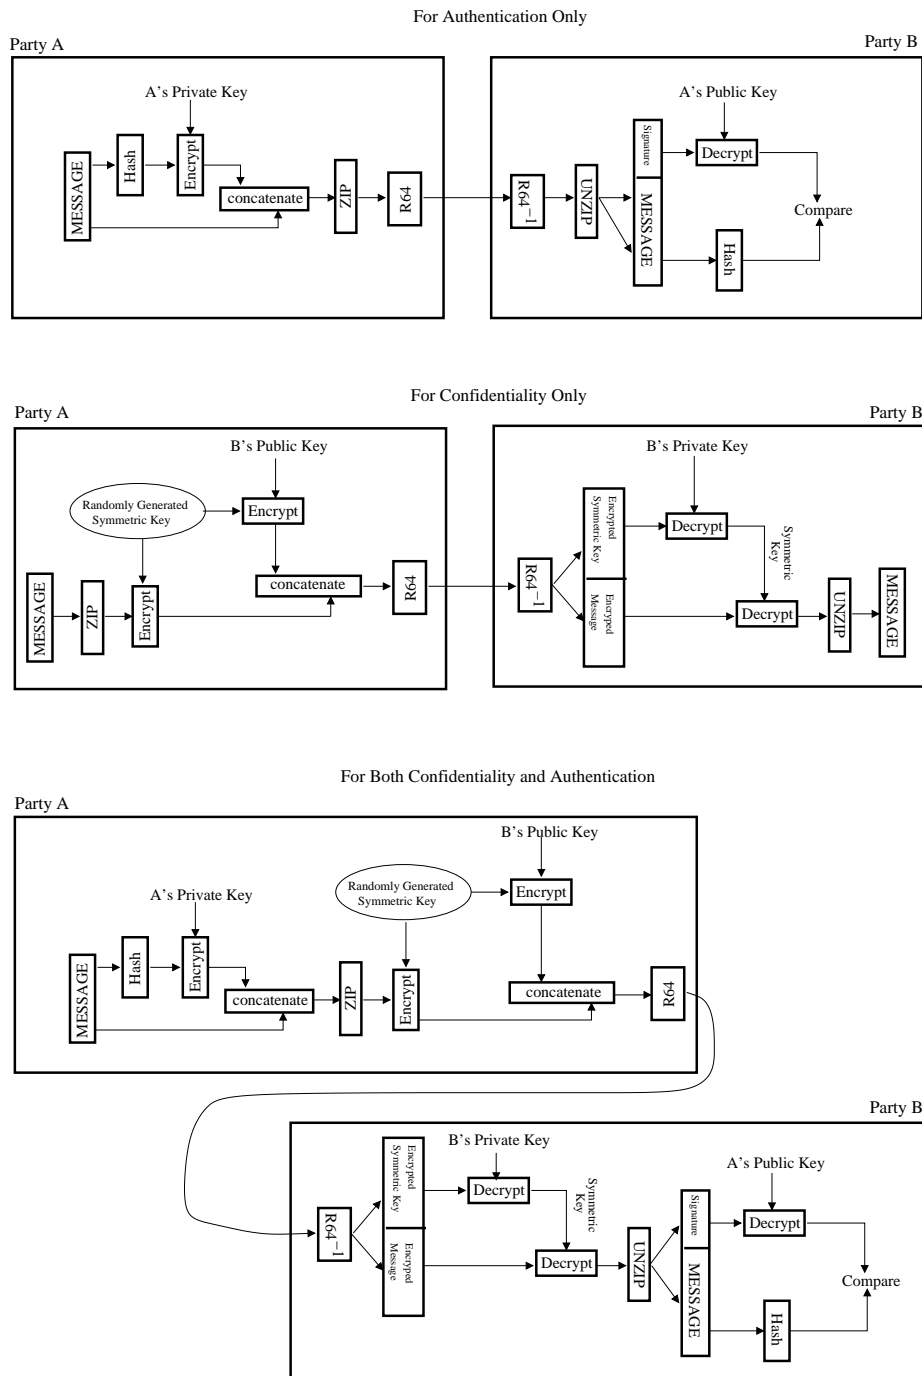 For Authentication Only
Party A
Party B
A's Private Key
MESSAGE
Hash
Encrypt
concatenate
ZIP
R64
A's Public Key
R64−1
UNZIP
Signature
MESSAGE
Decrypt
Hash
Compare
For Confidentiality Only
Party A
Party B
B's Public Key
Randomly Generated
Symmetric Key
Encrypt
MESSAGE
ZIP
Encrypt
concatenate
R64
B's Private Key
R64−1
Encrypted
Symmetric Key
Encryped
Message
Decrypt
Symmetric
Key
Decrypt
UNZIP
MESSAGE
For Both Confidentiality and Authentication
Party A
B's Public Key
Randomly Generated
Symmetric Key
Encrypt
A's Private Key
MESSAGE
Hash
Encrypt
concatenate
ZIP
Encrypt
concatenate
R64
Party B
B's Private Key
R64−1
Encrypted
Symmetric Key
Encryped
Message
Decrypt
Symmetric
Key
Decrypt
UNZIP
A's Public Key
Signature
MESSAGE
Decrypt
Hash
Compare